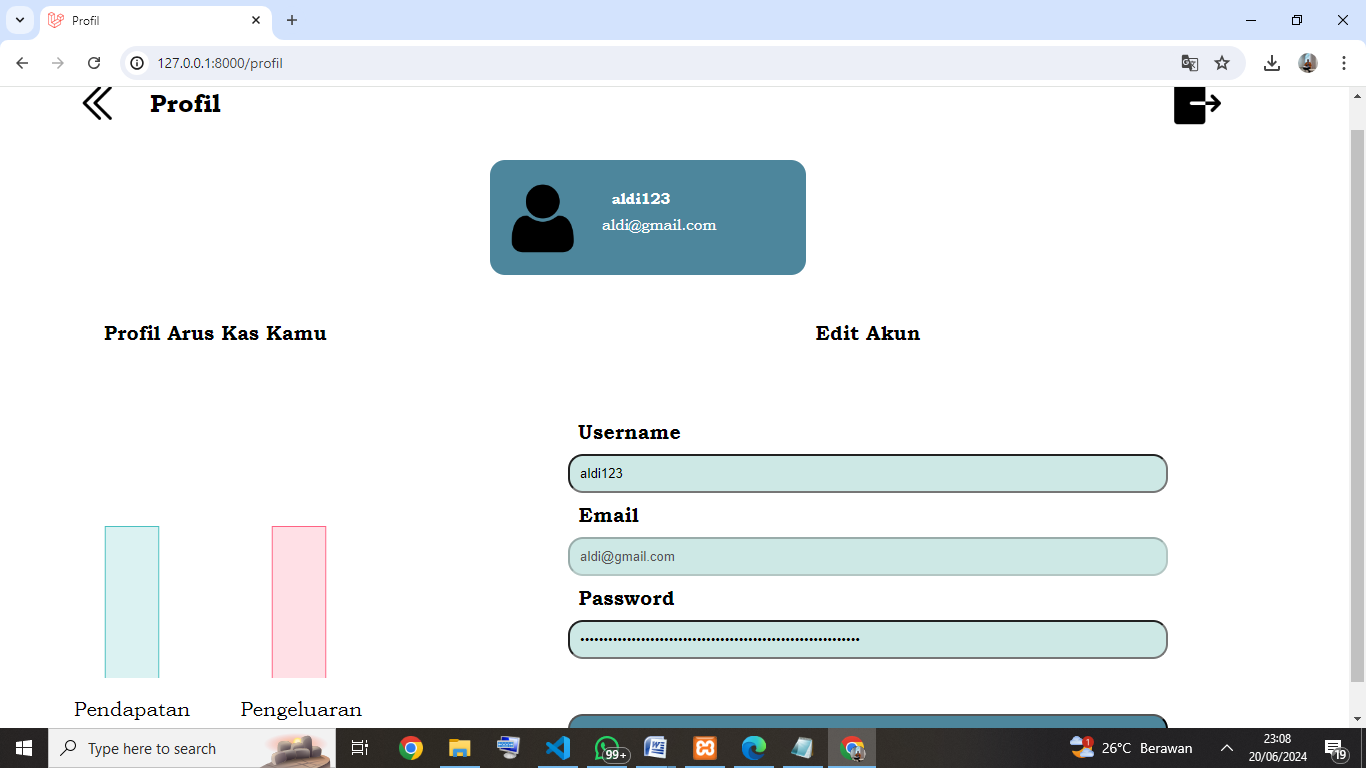 Profil
127.0.0.1:8000/profil
Profil
aldi123
aldi@gmail.com
Profil Arus Kas Kamu
Edit Akun
Username
aldi123
Email
aldi@gmail.com
Password
••••••••••••••••••••••••••••••••••••••••••••••••••••••••••••
Pendapatan
Pengeluaran
Type here to search
99+
1
26°C Berawan
23:08
20/06/2024
19